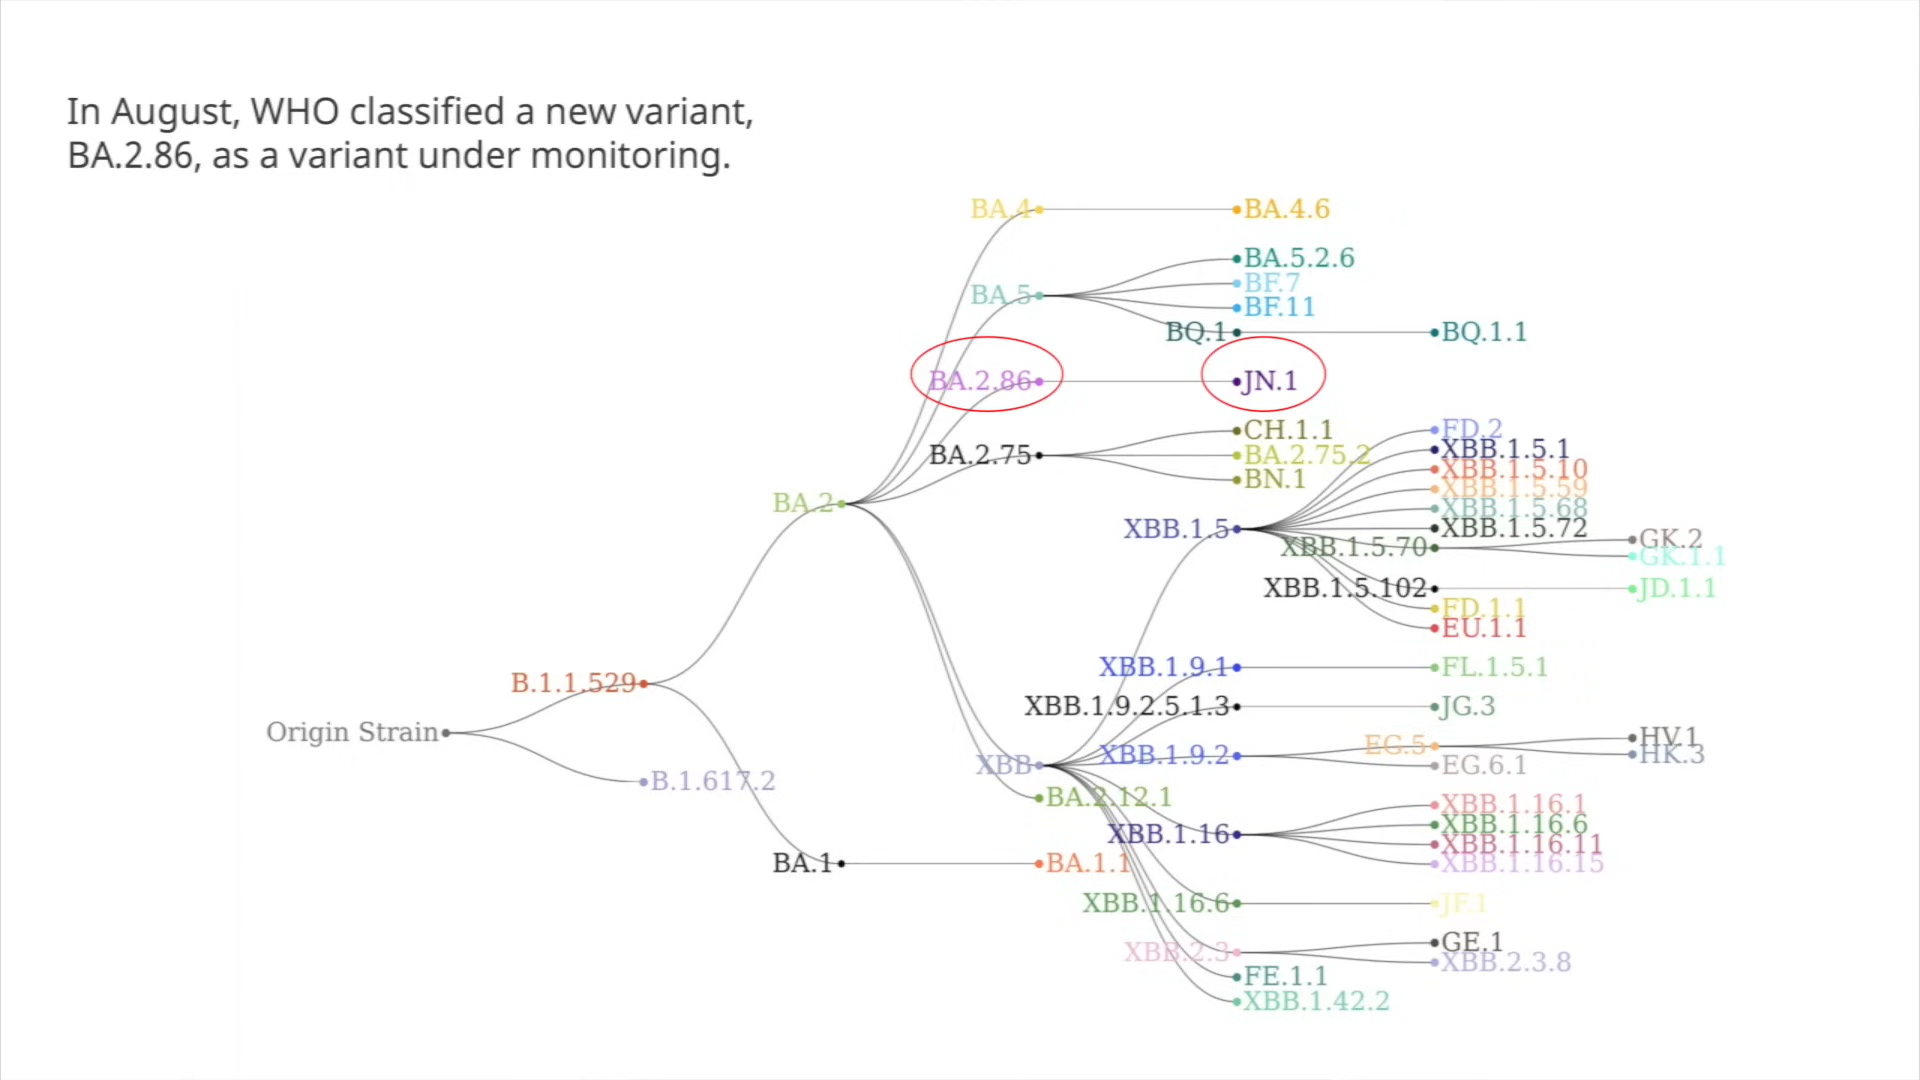 In August, WHO classified a new variant,
BA.2.86, as a variant under monitoring.
BA.4
BA.4.6
BA.5
BA.5.2.6
BF.7
BF.11
BQ.1
BQ.1.1
BA.2.86
JN.1
BA.2.75
CH.1.1
BA.2.75.2
BN.1
BA.2
XBB.1.5
FD.2
XBB.1.5.1
XBB.1.5.10
XBB.1.5.59
XBB.1.5.68
XBB.1.5.72
XBB.1.5.70
GK.2
GK.1.1
XBB.1.5.102
JD.1.1
FD.1.1
EU.1.1
XBB.1.9.1
FL.1.5.1
B.1.1.529
XBB.1.9.2.5.1.3
JG.3
Origin Strain
XBB
XBB.1.9.2
EG.5
HV.1
HK.3
EG.6.1
B.1.617.2
BA.2.12.1
XBB.1.16
XBB.1.16.1
XBB.1.16.6
XBB.1.16.11
XBB.1.16.15
BA.1
BA.1.1
XBB.1.16.6
JF.1
XBB.2.3
GE.1
XBB.2.3.8
FE.1.1
XBB.1.42.2